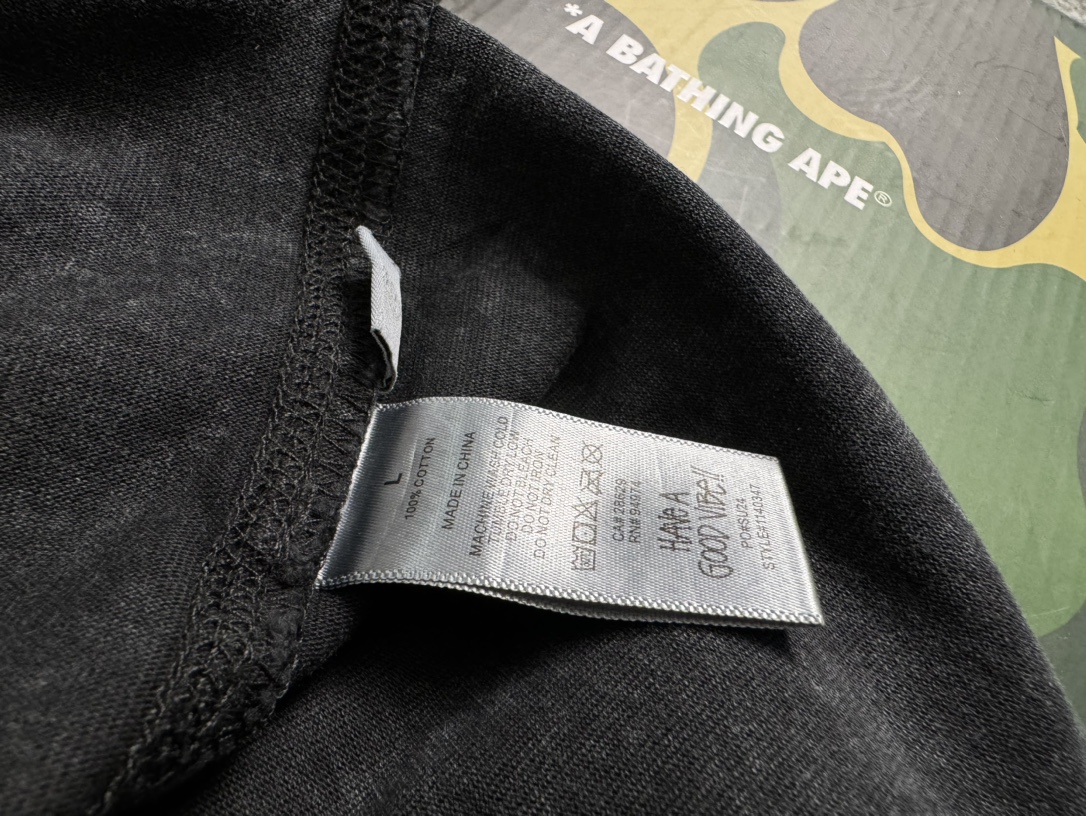 *A BATHING APE®
L
100% COTTON
MADE IN CHINA
MACHINE WASH COLD
TUMBLE DRY LOW
DO NOT BLEACH
DO NOT IRON
DO NOT DRY CLEAN
CA# 28629
RN# 94974
HAVE A
GOOD VIBE!!
PO#SU24
STYLE#1140347